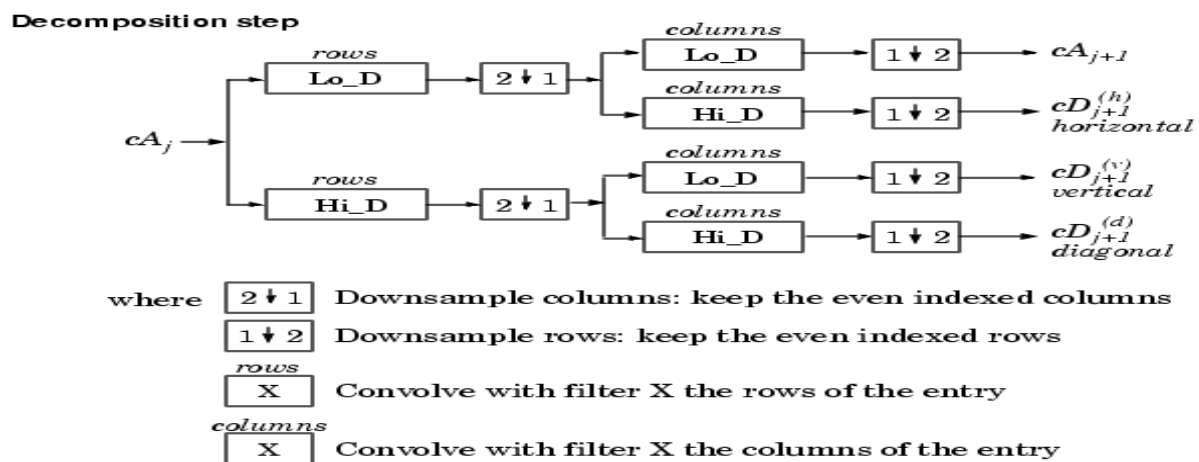 Decomposition step
rows
Lo_D
2 ↓ 1
columns
Lo_D
1 ↓ 2
cA_{j+1}
columns
Hi_D
1 ↓ 2
cD_{j+1}^{(h)}
horizontal
cA_j
rows
Hi_D
2 ↓ 1
columns
Lo_D
1 ↓ 2
cD_{j+1}^{(v)}
vertical
columns
Hi_D
1 ↓ 2
cD_{j+1}^{(d)}
diagonal
where 2 ↓ 1 Downsample columns: keep the even indexed columns
1 ↓ 2 Downsample rows: keep the even indexed rows
rows
X Convolve with filter X the rows of the entry
columns
X Convolve with filter X the columns of the entry